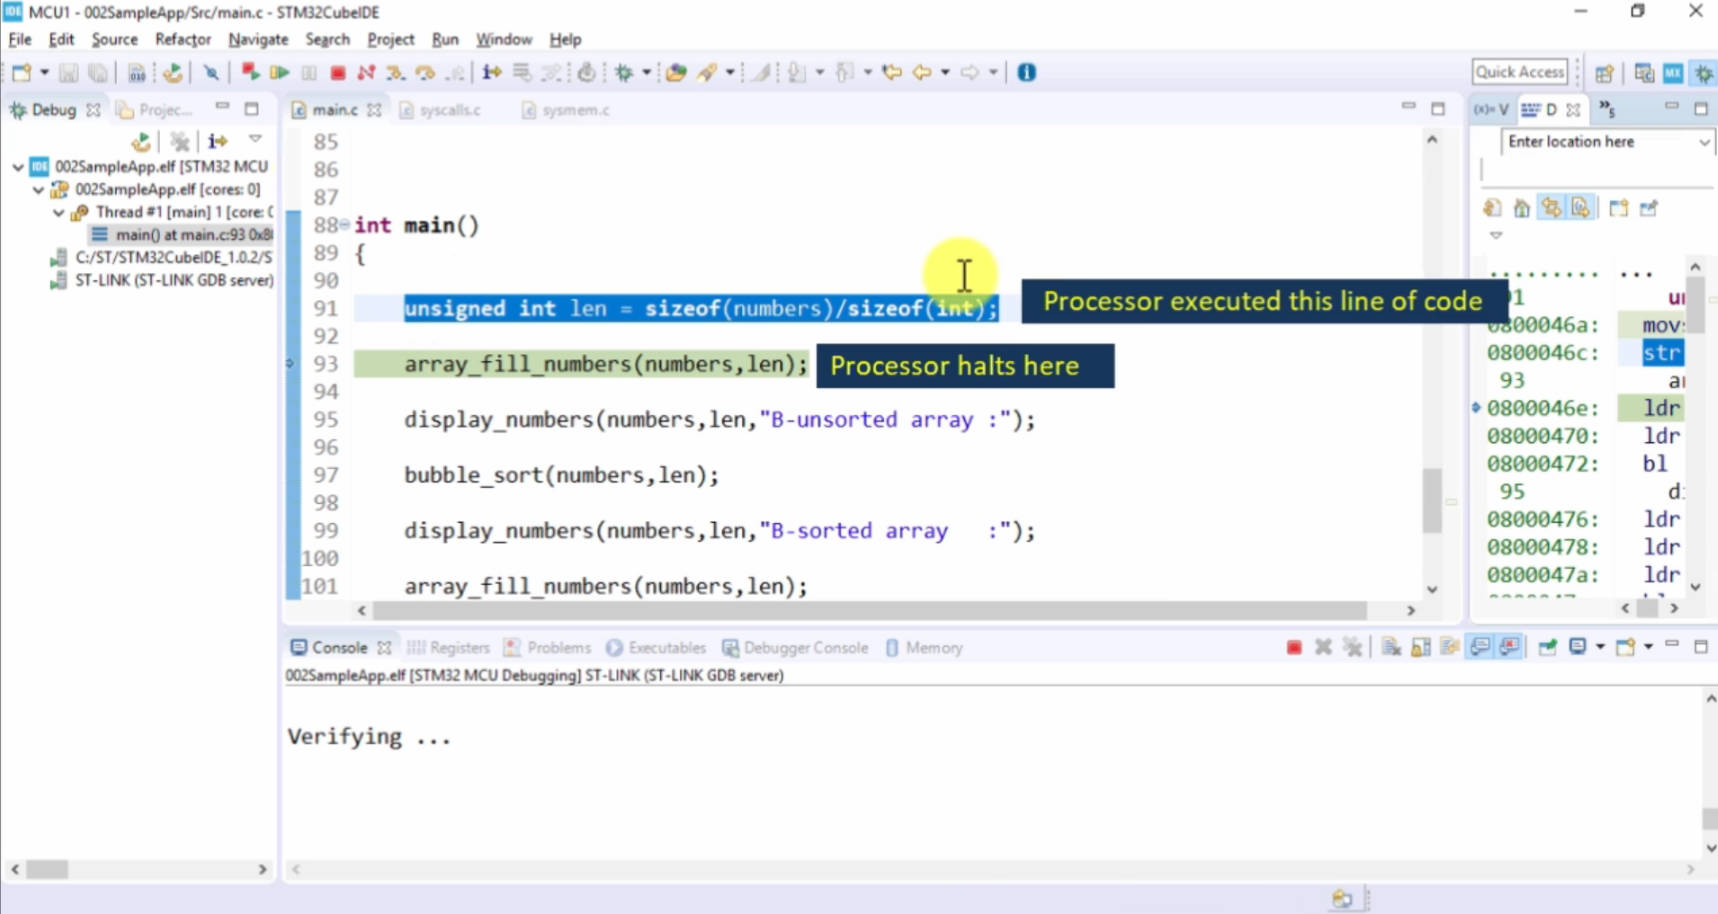 MCU1 - 002SampleApp/Src/main.c - STM32CubeIDE
File Edit Source Refactor Navigate Search Project Run Window Help
Quick Access
Debug Projec...
002SampleApp.elf [STM32 MCU
002SampleApp.elf [cores: 0]
Thread #1 [main] 1 [core: 0
main() at main.c:93 0x80
C:/ST/STM32CubeIDE_1.0.2/S
ST-LINK (ST-LINK GDB server)
main.c syscalls.c sysmem.c
85
86
87
88 int main()
89 {
90
91 unsigned int len = sizeof(numbers)/sizeof(int);
Processor executed this line of code
92
93 array_fill_numbers(numbers,len);
Processor halts here
94
95 display_numbers(numbers,len,"B-unsorted array :");
96
97 bubble_sort(numbers,len);
98
99 display_numbers(numbers,len,"B-sorted array   :");
100
101 array_fill_numbers(numbers,len);
(x)= V D »5
Enter location here
......... ...
0800046a: mov
0800046c: str
93
0800046e: ldr
08000470: ldr
08000472: bl
95
08000476: ldr
08000478: ldr
0800047a: ldr
Console Registers Problems Executables Debugger Console Memory
002SampleApp.elf [STM32 MCU Debugging] ST-LINK (ST-LINK GDB server)
Verifying ...